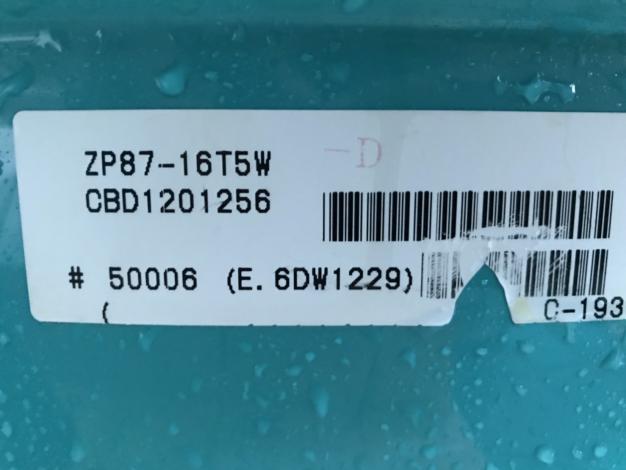 ZP87-16T5W -D
CBD1201256
# 50006 (E. 6DW1229)
( C-193